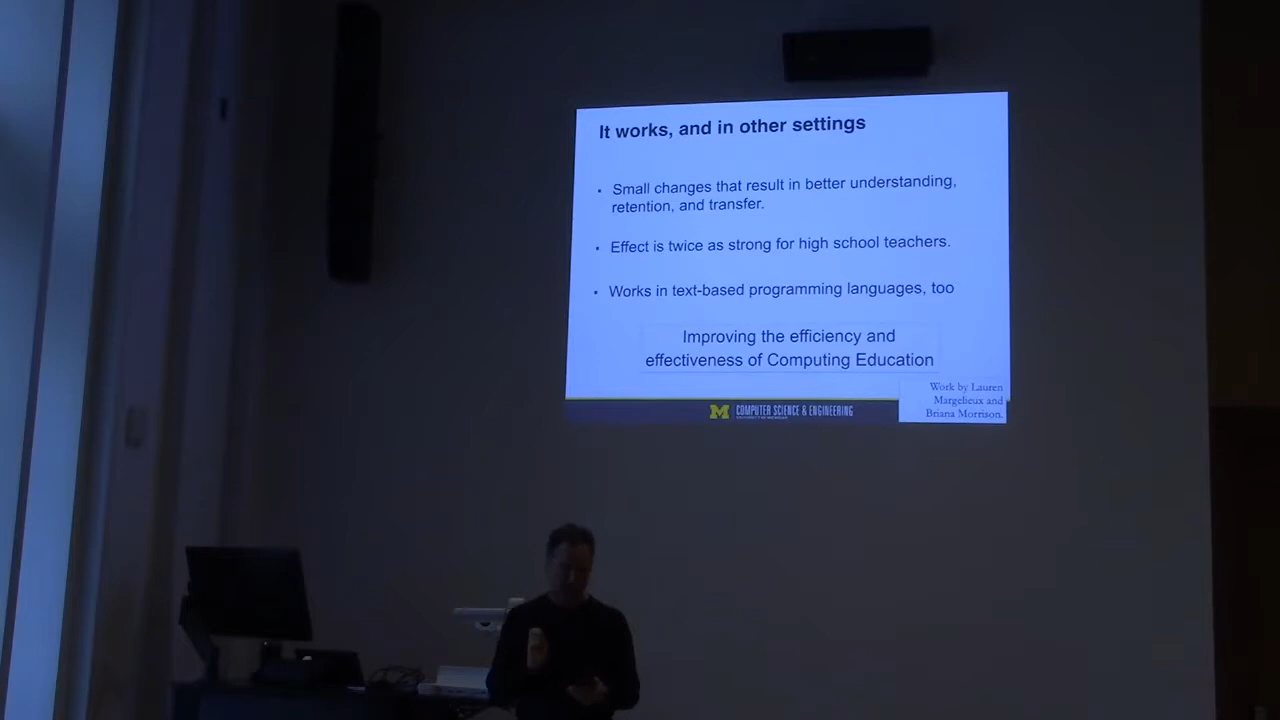 It works, and in other settings
• Small changes that result in better understanding,
retention, and transfer.
• Effect is twice as strong for high school teachers.
• Works in text-based programming languages, too
Improving the efficiency and
effectiveness of Computing Education
Work by Lauren
Margelieux and
Briana Morrison.
M COMPUTER SCIENCE & ENGINEERING